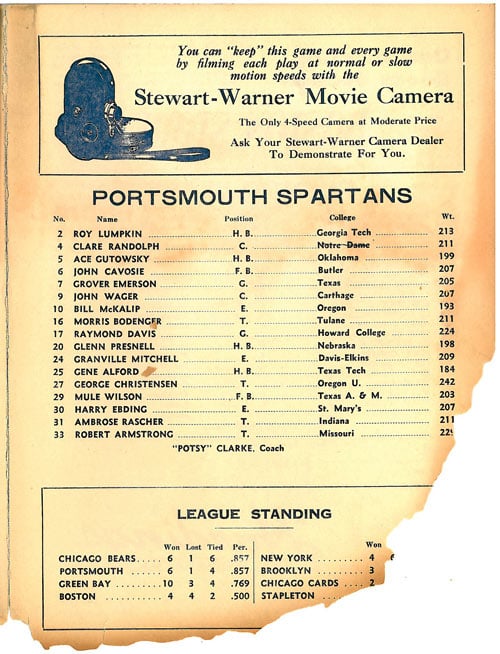 You can "keep" this game and every game
by filming each play at normal or slow
motion speeds with the
Stewart-Warner Movie Camera
The Only 4-Speed Camera at Moderate Price
Ask Your Stewart-Warner Camera Dealer
To Demonstrate For You.
PORTSMOUTH SPARTANS
No. Name Position College Wt.
2 ROY LUMPKIN H. B. Georgia Tech 213
4 CLARE RANDOLPH C. Notre Dame 211
5 ACE GUTOWSKY H. B. Oklahoma 199
6 JOHN CAVOSIE F. B. Butler 207
7 GROVER EMERSON G. Texas 205
9 JOHN WAGER C. Carthage 207
10 BILL McKALIP E. Oregon 193
16 MORRIS BODENGER T. Tulane 211
17 RAYMOND DAVIS G. Howard College 224
20 GLENN PRESNELL H. B. Nebraska 198
24 GRANVILLE MITCHELL E. Davis-Elkins 209
25 GENE ALFORD H. B. Texas Tech 184
27 GEORGE CHRISTENSEN T. Oregon U. 242
29 MULE WILSON F. B. Texas A. & M. 203
30 HARRY EBDING E. St. Mary's 207
31 AMBROSE RASCHER T. Indiana 211
33 ROBERT ARMSTRONG T. Missouri
"POTSY" CLARKE, Coach
LEAGUE STANDING
Won Lost Tied Per. Won
CHICAGO BEARS..... 6 1 6 .857 NEW YORK ........ 4
PORTSMOUTH ...... 6 1 4 .857 BROOKLYN ........ 3
GREEN BAY ........ 10 3 4 .769 CHICAGO CARDS .... 2
BOSTON .......... 4 4 2 .500 STAPLETON .....